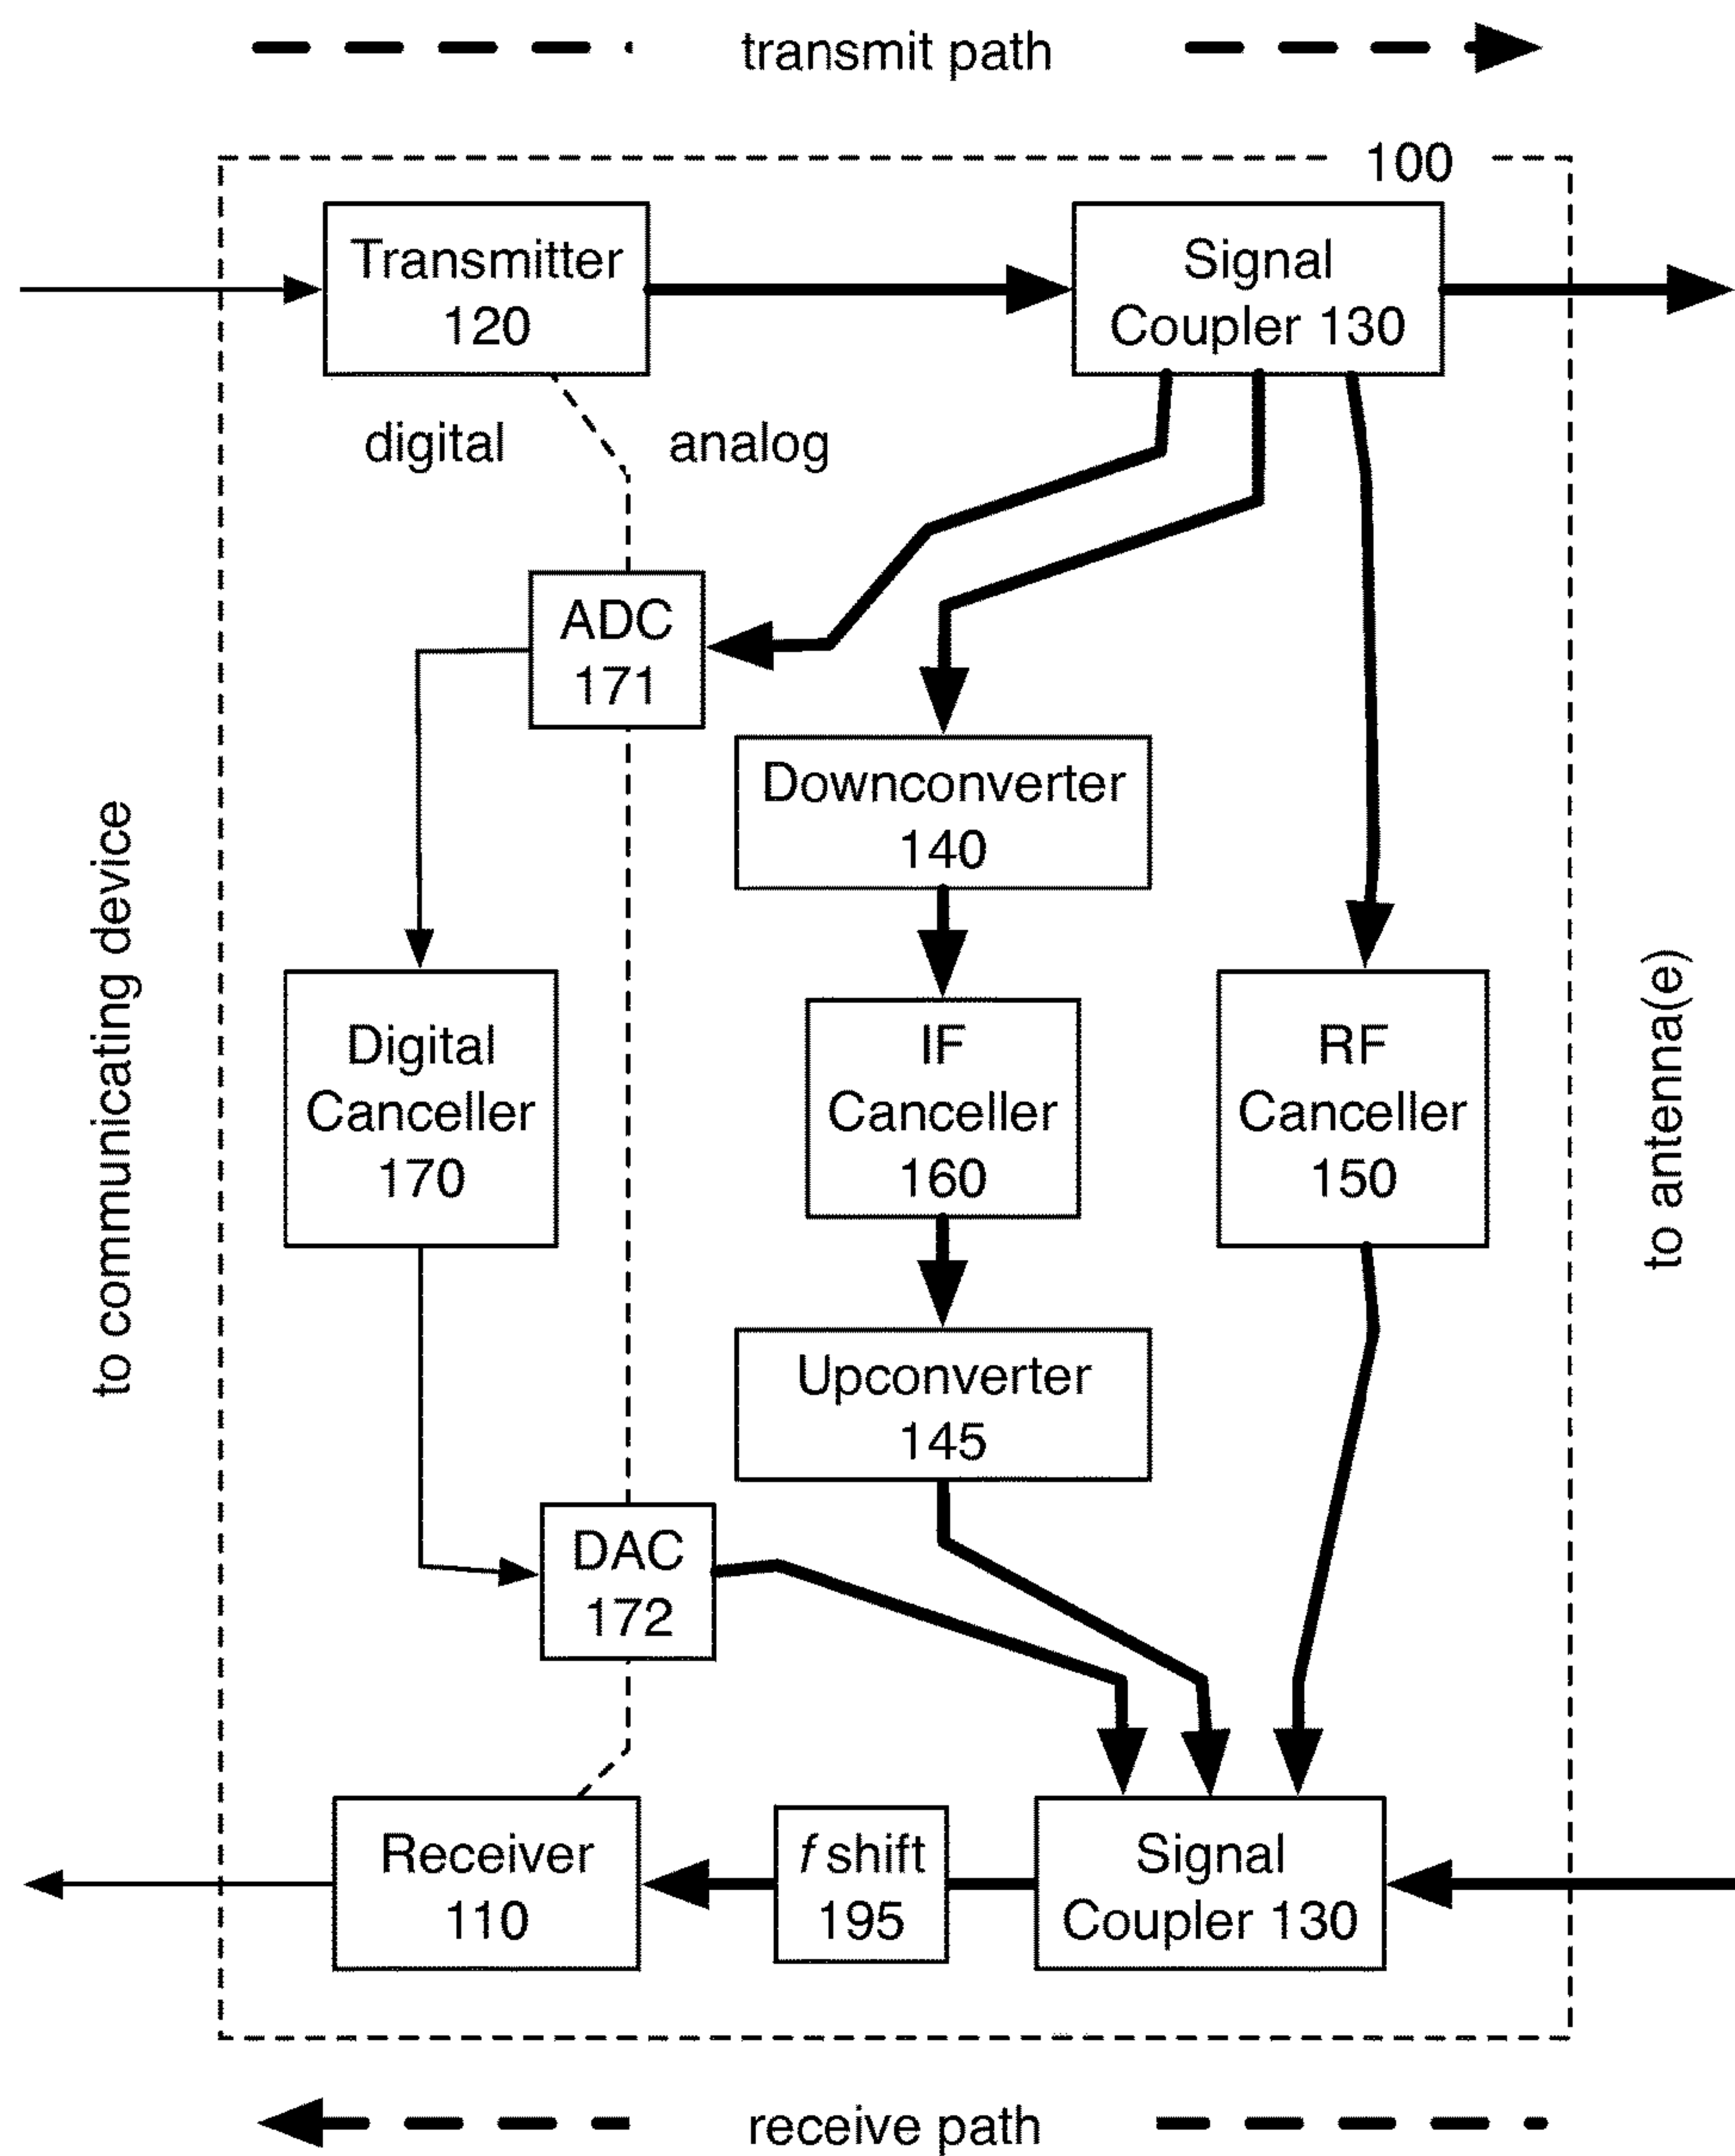 transmit path
100
Transmitter
120
Signal
Coupler 130
digital
analog
ADC
171
Downconverter
140
to communicating device
Digital
Canceller
170
IF
Canceller
160
RF
Canceller
150
to antenna(e)
Upconverter
145
DAC
172
Receiver
110
f shift
195
Signal
Coupler 130
receive path